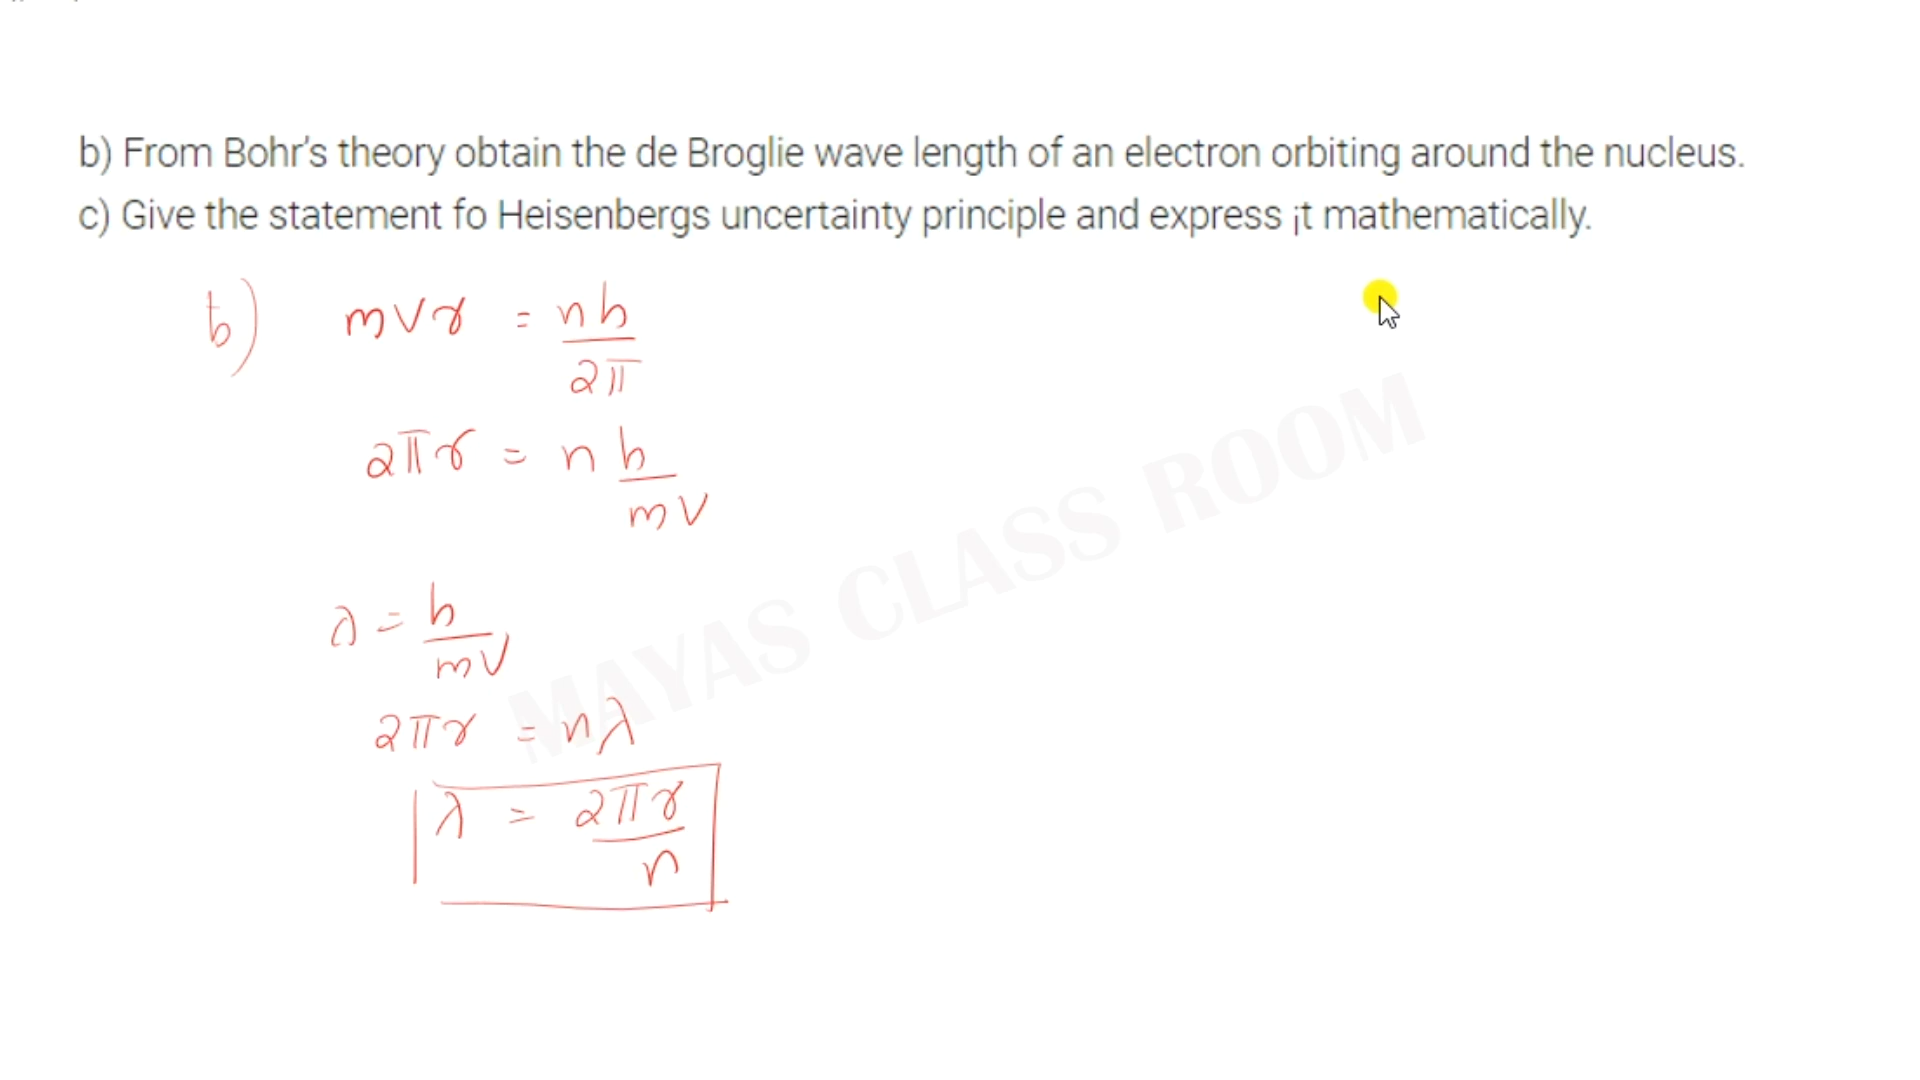 b) From Bohr's theory obtain the de Broglie wave length of an electron orbiting around the nucleus.
c) Give the statement fo Heisenbergs uncertainty principle and express ¡t mathematically.
b) mvr = nh/2π
2πr = n h/mv
λ = h/mv
2πr = nλ
λ = 2πr/n
MAYAS CLASS ROOM